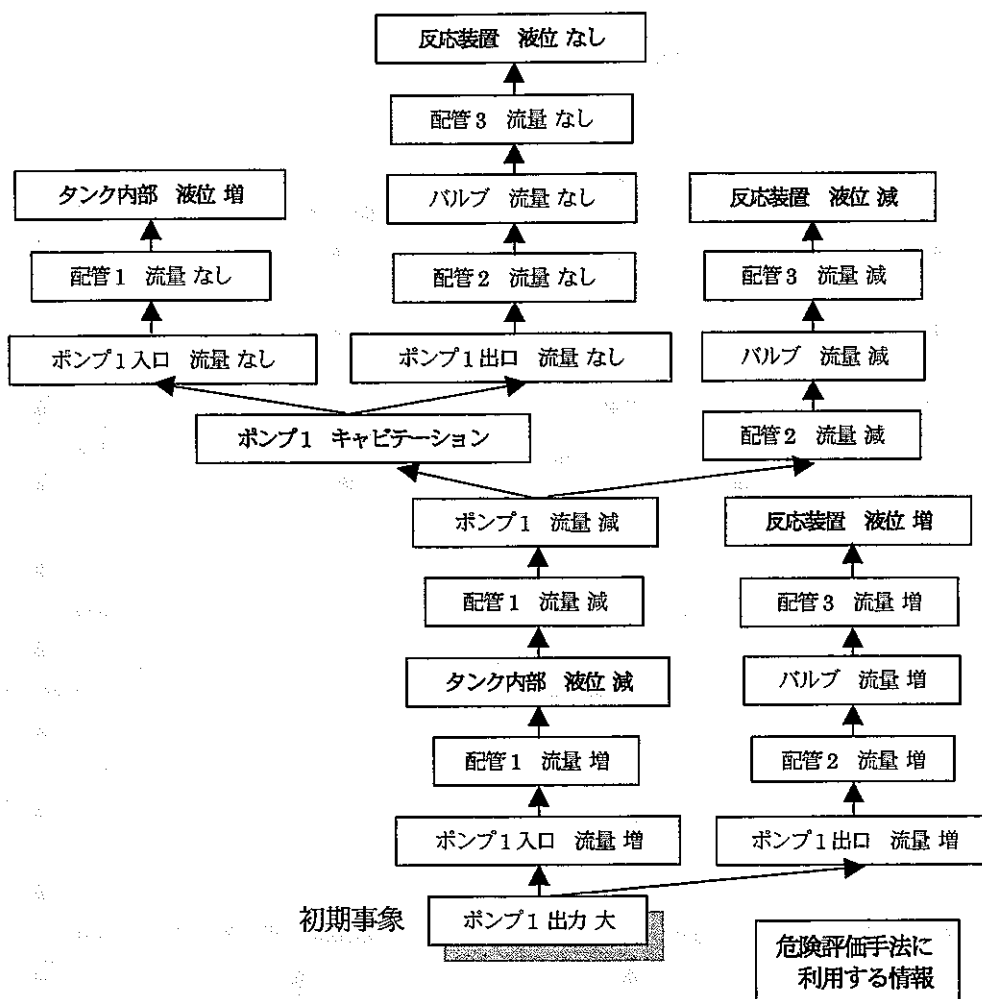 反応装置　液位 なし
配管3　流量 なし
タンク内部　液位 増
バルブ　流量 なし
反応装置　液位 減
配管1　流量 なし
配管2　流量 なし
配管3　流量 減
ポンプ1入口　流量 なし
ポンプ1出口　流量 なし
バルブ　流量 減
ポンプ1　キャビテーション
配管2　流量 減
ポンプ1　流量 減
反応装置　液位 増
配管1　流量 減
配管3　流量 増
タンク内部　液位 減
バルブ　流量 増
配管1　流量 増
配管2　流量 増
ポンプ1入口　流量 増
ポンプ1出口　流量 増
初期事象
ポンプ1 出力 大
危険評価手法に
利用する情報